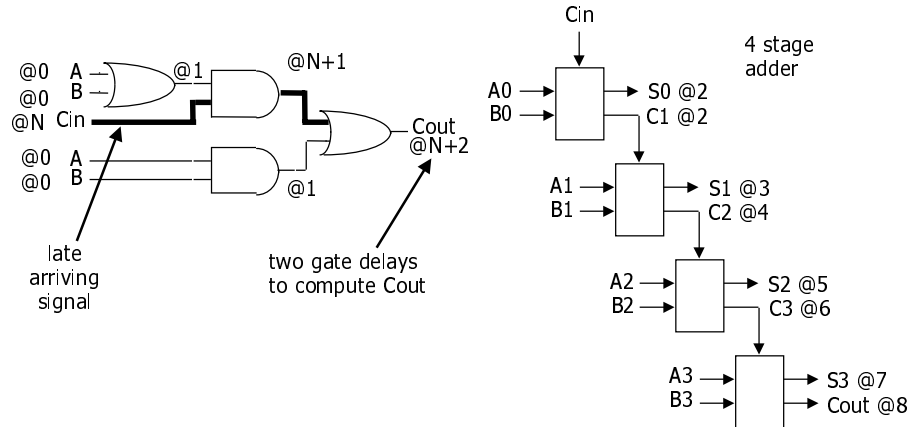 @0 A
@0 B
@N Cin
@1
@N+1
@0 A
@0 B
@1
Cout
@N+2
late
arriving
signal
two gate delays
to compute Cout
Cin
4 stage
adder
A0
B0
S0 @2
C1 @2
A1
B1
S1 @3
C2 @4
A2
B2
S2 @5
C3 @6
A3
B3
S3 @7
Cout @8